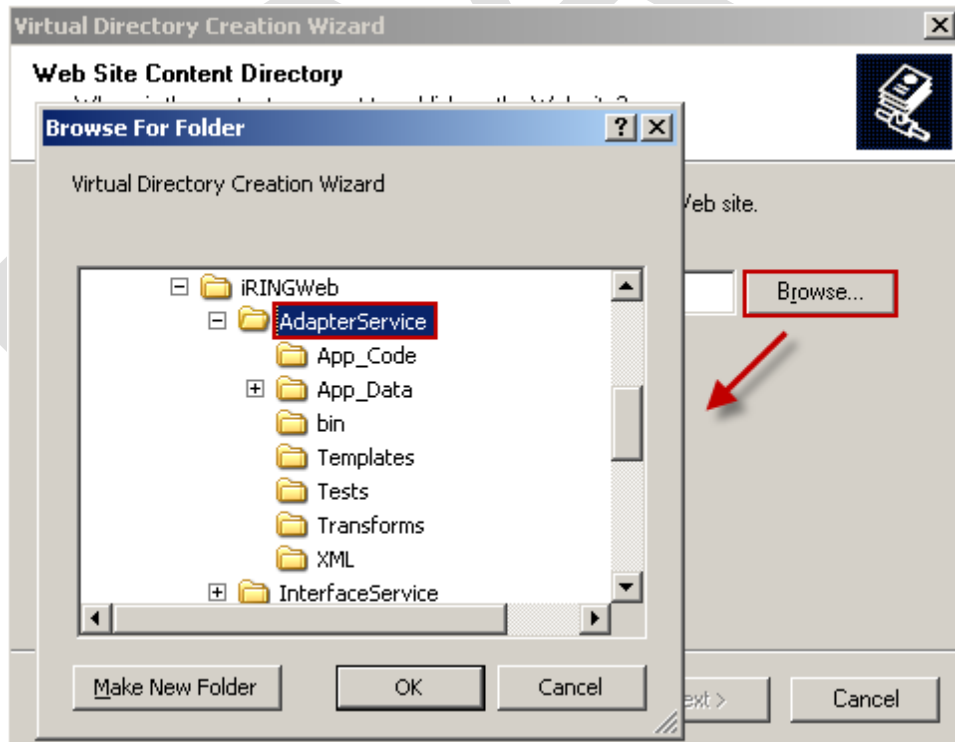 Virtual Directory Creation Wizard
Web Site Content Directory
Browse For Folder
Virtual Directory Creation Wizard
Web site.
iRINGWeb
Browse...
AdapterService
App_Code
App_Data
bin
Templates
Tests
Transforms
XML
InterfaceService
Make New Folder
OK
Cancel
ext >
Cancel